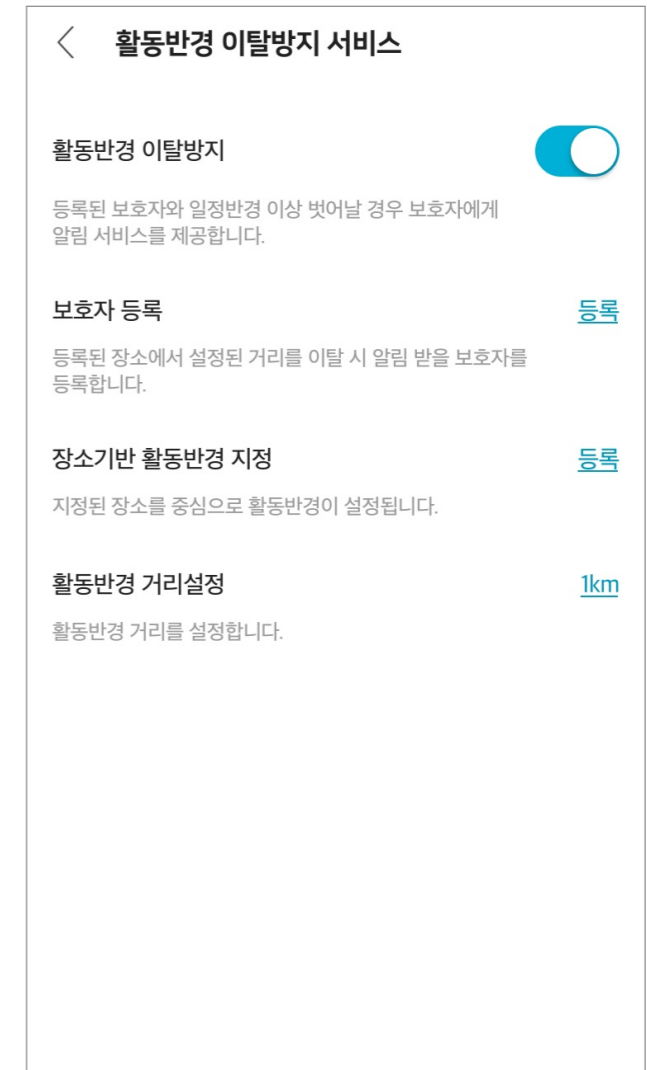 활동반경 이탈방지 서비스
활동반경 이탈방지
등록된 보호자와 일정반경 이상 벗어날 경우 보호자에게
알림 서비스를 제공합니다.
보호자 등록 등록
등록된 장소에서 설정된 거리를 이탈 시 알림 받을 보호자를
등록합니다.
장소기반 활동반경 지정 등록
지정된 장소를 중심으로 활동반경이 설정됩니다.
활동반경 거리설정 1km
활동반경 거리를 설정합니다.